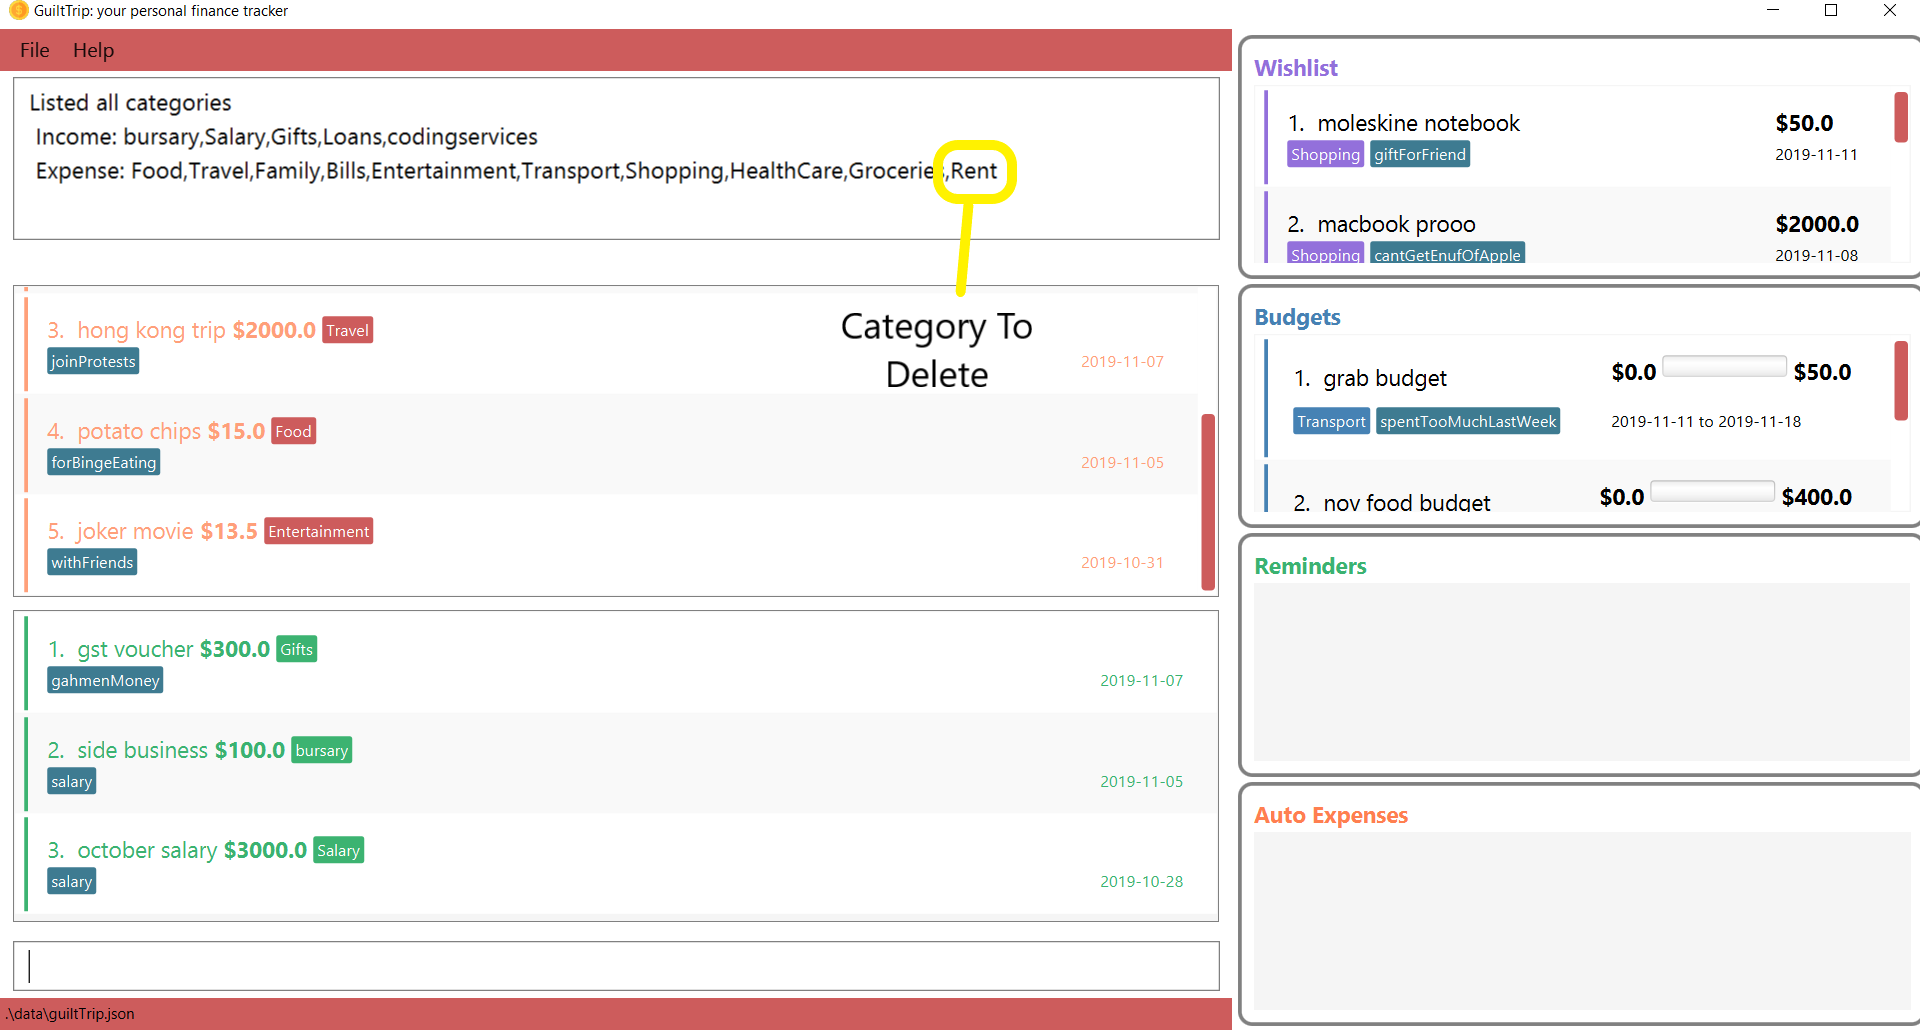 GuiltTrip: your personal finance tracker
File Help
Listed all categories
Income: bursary,Salary,Gifts,Loans,codingservices
Expense: Food,Travel,Family,Bills,Entertainment,Transport,Shopping,HealthCare,Groceries,Rent
Category To
Delete
3. hong kong trip $2000.0 Travel
joinProtests 2019-11-07
4. potato chips $15.0 Food
forBingeEating 2019-11-05
5. joker movie $13.5 Entertainment
withFriends 2019-10-31
1. gst voucher $300.0 Gifts
gahmenMoney 2019-11-07
2. side business $100.0 bursary
salary 2019-11-05
3. october salary $3000.0 Salary
salary 2019-10-28
.\data\guiltTrip.json
Wishlist
1. moleskine notebook $50.0
Shopping giftForFriend 2019-11-11
2. macbook prooo $2000.0
Shopping cantGetEnufOfApple 2019-11-08
Budgets
1. grab budget $0.0 $50.0
Transport spentTooMuchLastWeek 2019-11-11 to 2019-11-18
2. nov food budget $0.0 $400.0
Reminders
Auto Expenses